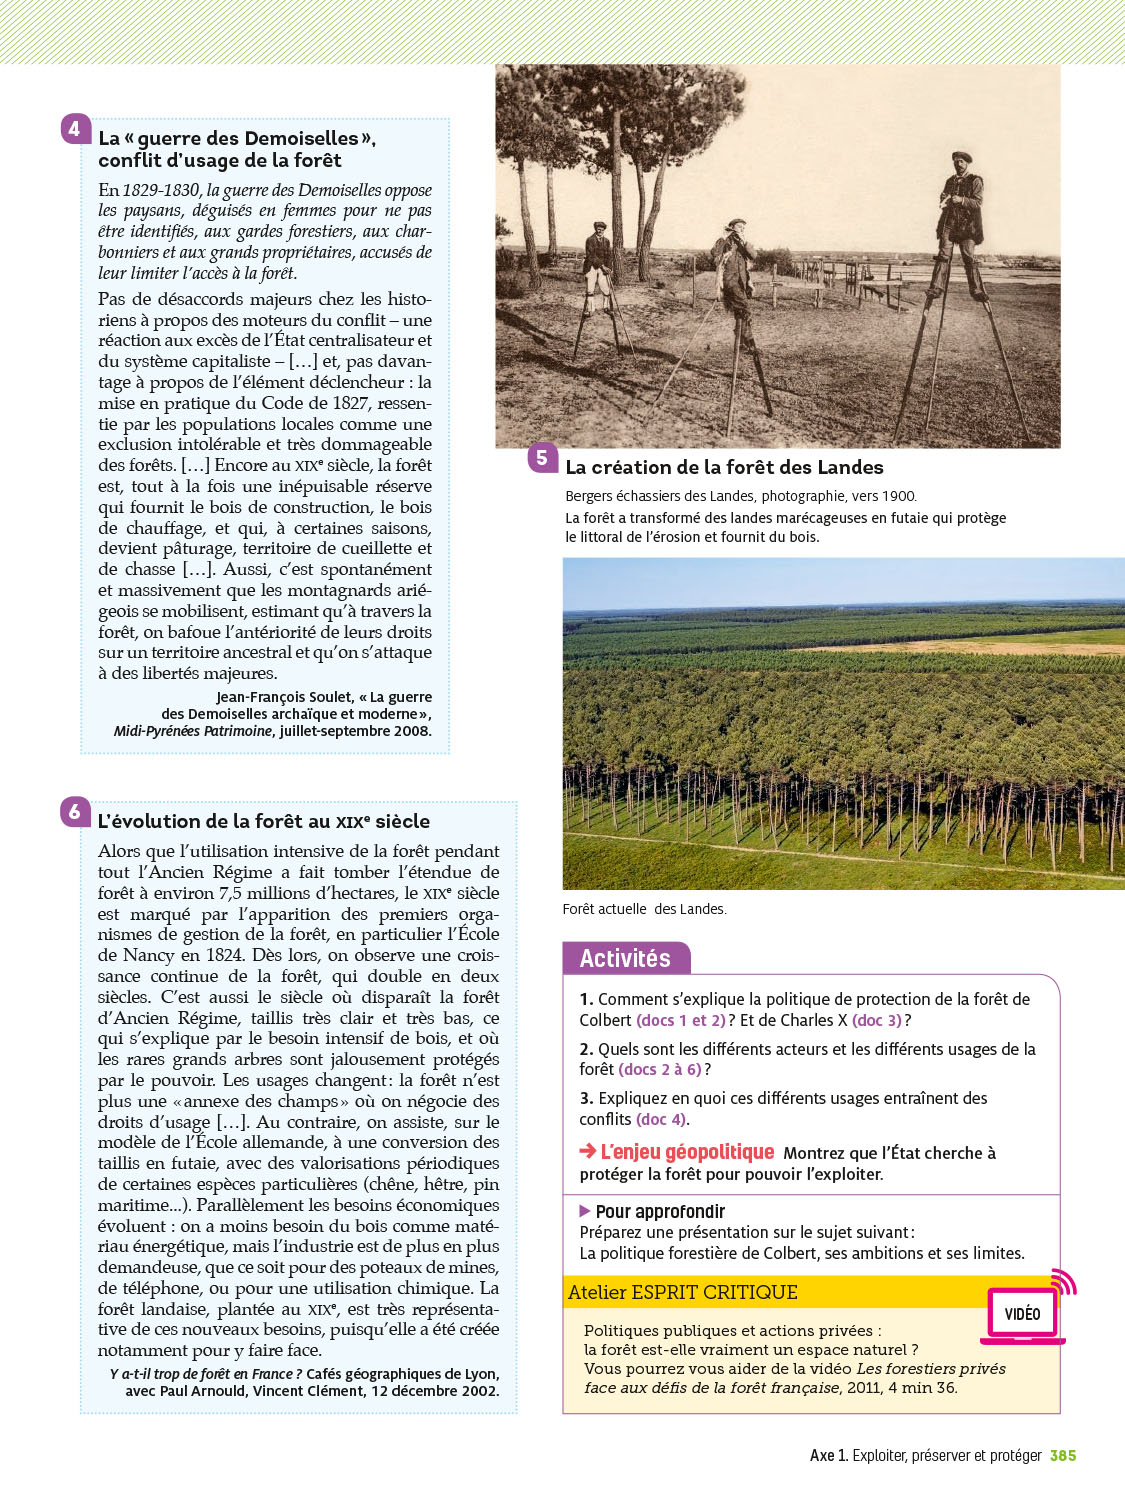 4
La « guerre des Demoiselles »,
conflit d’usage de la forêt
En 1829-1830, la guerre des Demoiselles oppose
les paysans, déguisés en femmes pour ne pas
être identifiés, aux gardes forestiers, aux char-
bonniers et aux grands propriétaires, accusés de
leur limiter l’accès à la forêt.
Pas de désaccords majeurs chez les histo-
riens à propos des moteurs du conflit – une
réaction aux excès de l’État centralisateur et
du système capitaliste – […] et, pas davan-
tage à propos de l’élément déclencheur : la
mise en pratique du Code de 1827, ressen-
tie par les populations locales comme une
exclusion intolérable et très dommageable
des forêts. […] Encore au XIXe siècle, la forêt
est, tout à la fois une inépuisable réserve
qui fournit le bois de construction, le bois
de chauffage, et qui, à certaines saisons,
devient pâturage, territoire de cueillette et
de chasse […]. Aussi, c’est spontanément
et massivement que les montagnards arié-
geois se mobilisent, estimant qu’à travers la
forêt, on bafoue l’antériorité de leurs droits
sur un territoire ancestral et qu’on s’attaque
à des libertés majeures.
Jean-François Soulet, « La guerre
des Demoiselles archaïque et moderne »,
Midi-Pyrénées Patrimoine, juillet-septembre 2008.
5
La création de la forêt des Landes
Bergers échassiers des Landes, photographie, vers 1900.
La forêt a transformé des landes marécageuses en futaie qui protège
le littoral de l’érosion et fournit du bois.
Forêt actuelle des Landes.
6
L’évolution de la forêt au XIXe siècle
Alors que l’utilisation intensive de la forêt pendant
tout l’Ancien Régime a fait tomber l’étendue de
forêt à environ 7,5 millions d’hectares, le XIXe siècle
est marqué par l’apparition des premiers orga-
nismes de gestion de la forêt, en particulier l’École
de Nancy en 1824. Dès lors, on observe une crois-
sance continue de la forêt, qui double en deux
siècles. C’est aussi le siècle où disparaît la forêt
d’Ancien Régime, taillis très clair et très bas, ce
qui s’explique par le besoin intensif de bois, et où
les rares grands arbres sont jalousement protégés
par le pouvoir. Les usages changent : la forêt n’est
plus une « annexe des champs » où on négocie des
droits d’usage […]. Au contraire, on assiste, sur le
modèle de l’École allemande, à une conversion des
taillis en futaie, avec des valorisations périodiques
de certaines espèces particulières (chêne, hêtre, pin
maritime...). Parallèlement les besoins économiques
évoluent : on a moins besoin du bois comme maté-
riau énergétique, mais l’industrie est de plus en plus
demandeuse, que ce soit pour des poteaux de mines,
de téléphone, ou pour une utilisation chimique. La
forêt landaise, plantée au XIXe, est très représenta-
tive de ces nouveaux besoins, puisqu’elle a été créée
notamment pour y faire face.
Y a-t-il trop de forêt en France ? Cafés géographiques de Lyon,
avec Paul Arnould, Vincent Clément, 12 décembre 2002.
Activités
1. Comment s’explique la politique de protection de la forêt de
Colbert (docs 1 et 2) ? Et de Charles X (doc 3) ?
2. Quels sont les différents acteurs et les différents usages de la
forêt (docs 2 à 6) ?
3. Expliquez en quoi ces différents usages entraînent des
conflits (doc 4).
→ L’enjeu géopolitique Montrez que l’État cherche à
protéger la forêt pour pouvoir l’exploiter.
▶ Pour approfondir
Préparez une présentation sur le sujet suivant :
La politique forestière de Colbert, ses ambitions et ses limites.
Atelier ESPRIT CRITIQUE
VIDÉO
Politiques publiques et actions privées :
la forêt est-elle vraiment un espace naturel ?
Vous pourrez vous aider de la vidéo Les forestiers privés
face aux défis de la forêt française, 2011, 4 min 36.
Axe 1. Exploiter, préserver et protéger 385